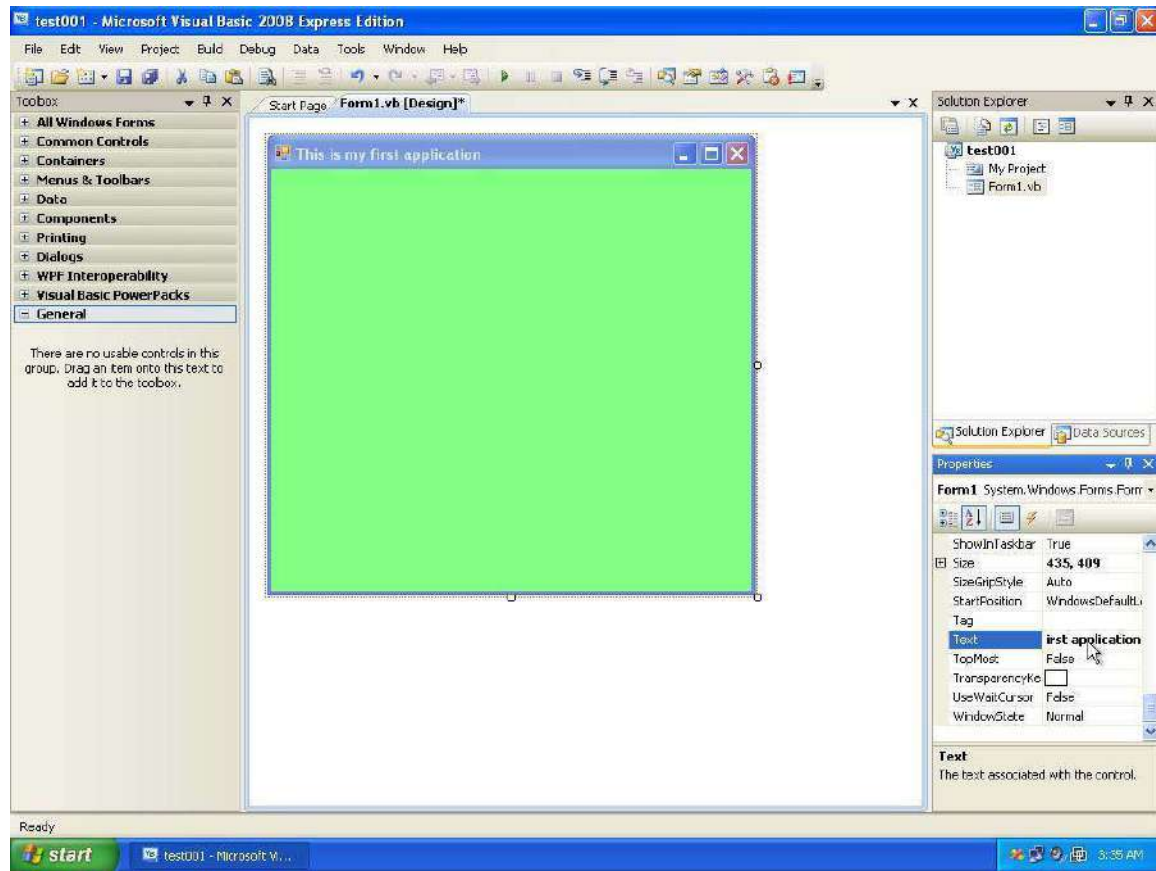 test001 - Microsoft Visual Basic 2008 Express Edition
File Edit View Project Build Debug Data Tools Window Help
Toolbox
All Windows Forms
Common Controls
Containers
Menus & Toolbars
Data
Components
Printing
Dialogs
WPF Interoperability
Visual Basic PowerPacks
General
There are no usable controls in this
group. Drag an item onto this text to
add it to the toolbox.
Start Page Form1.vb [Design]*
This is my first application
Solution Explorer
test001
My Project
Form1.vb
Solution Explorer Data Sources
Properties
Form1 System.Windows.Forms.Form
ShowInTaskbar True
Size 435, 409
SizeGripStyle Auto
StartPosition WindowsDefaultL
Tag
Text irst application
TopMost False
TransparencyKe
UseWaitCursor False
WindowState Normal
Text
The text associated with the control.
Ready
start test001 - Microsoft Vi... 3:35 AM